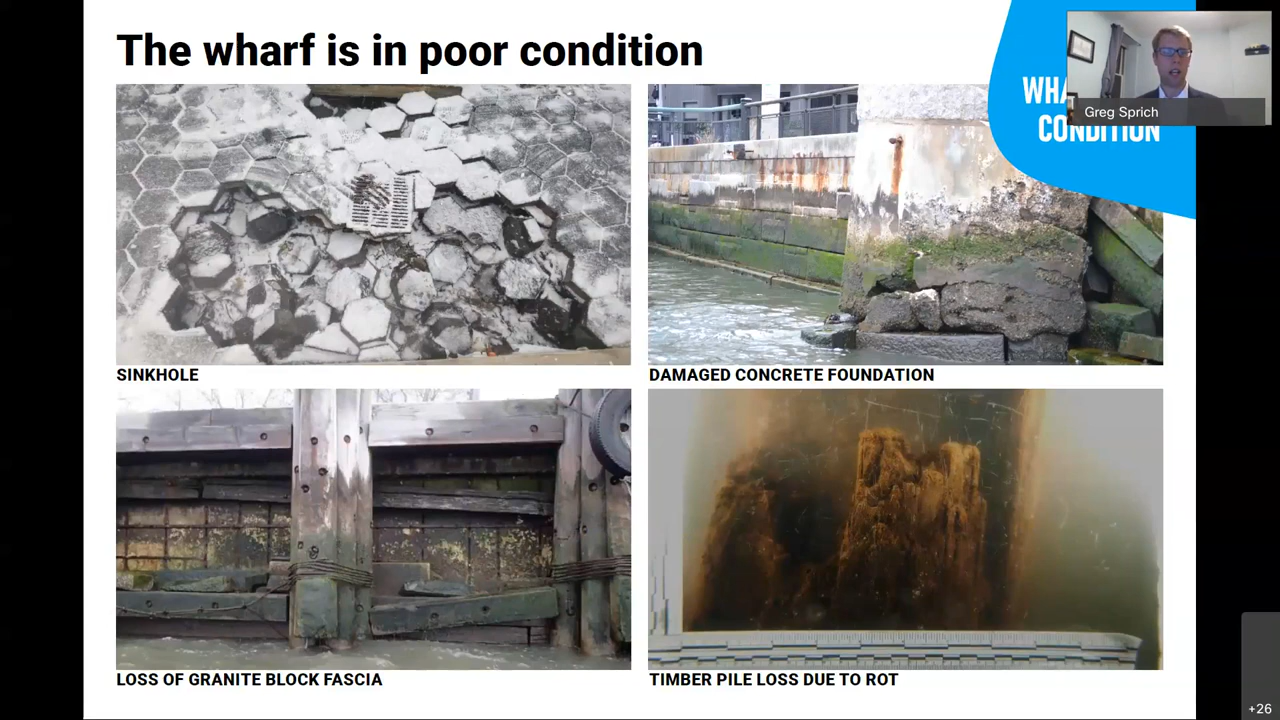 The wharf is in poor condition
WHA
CONDITION
Greg Sprich
SINKHOLE
DAMAGED CONCRETE FOUNDATION
LOSS OF GRANITE BLOCK FASCIA
TIMBER PILE LOSS DUE TO ROT
+26